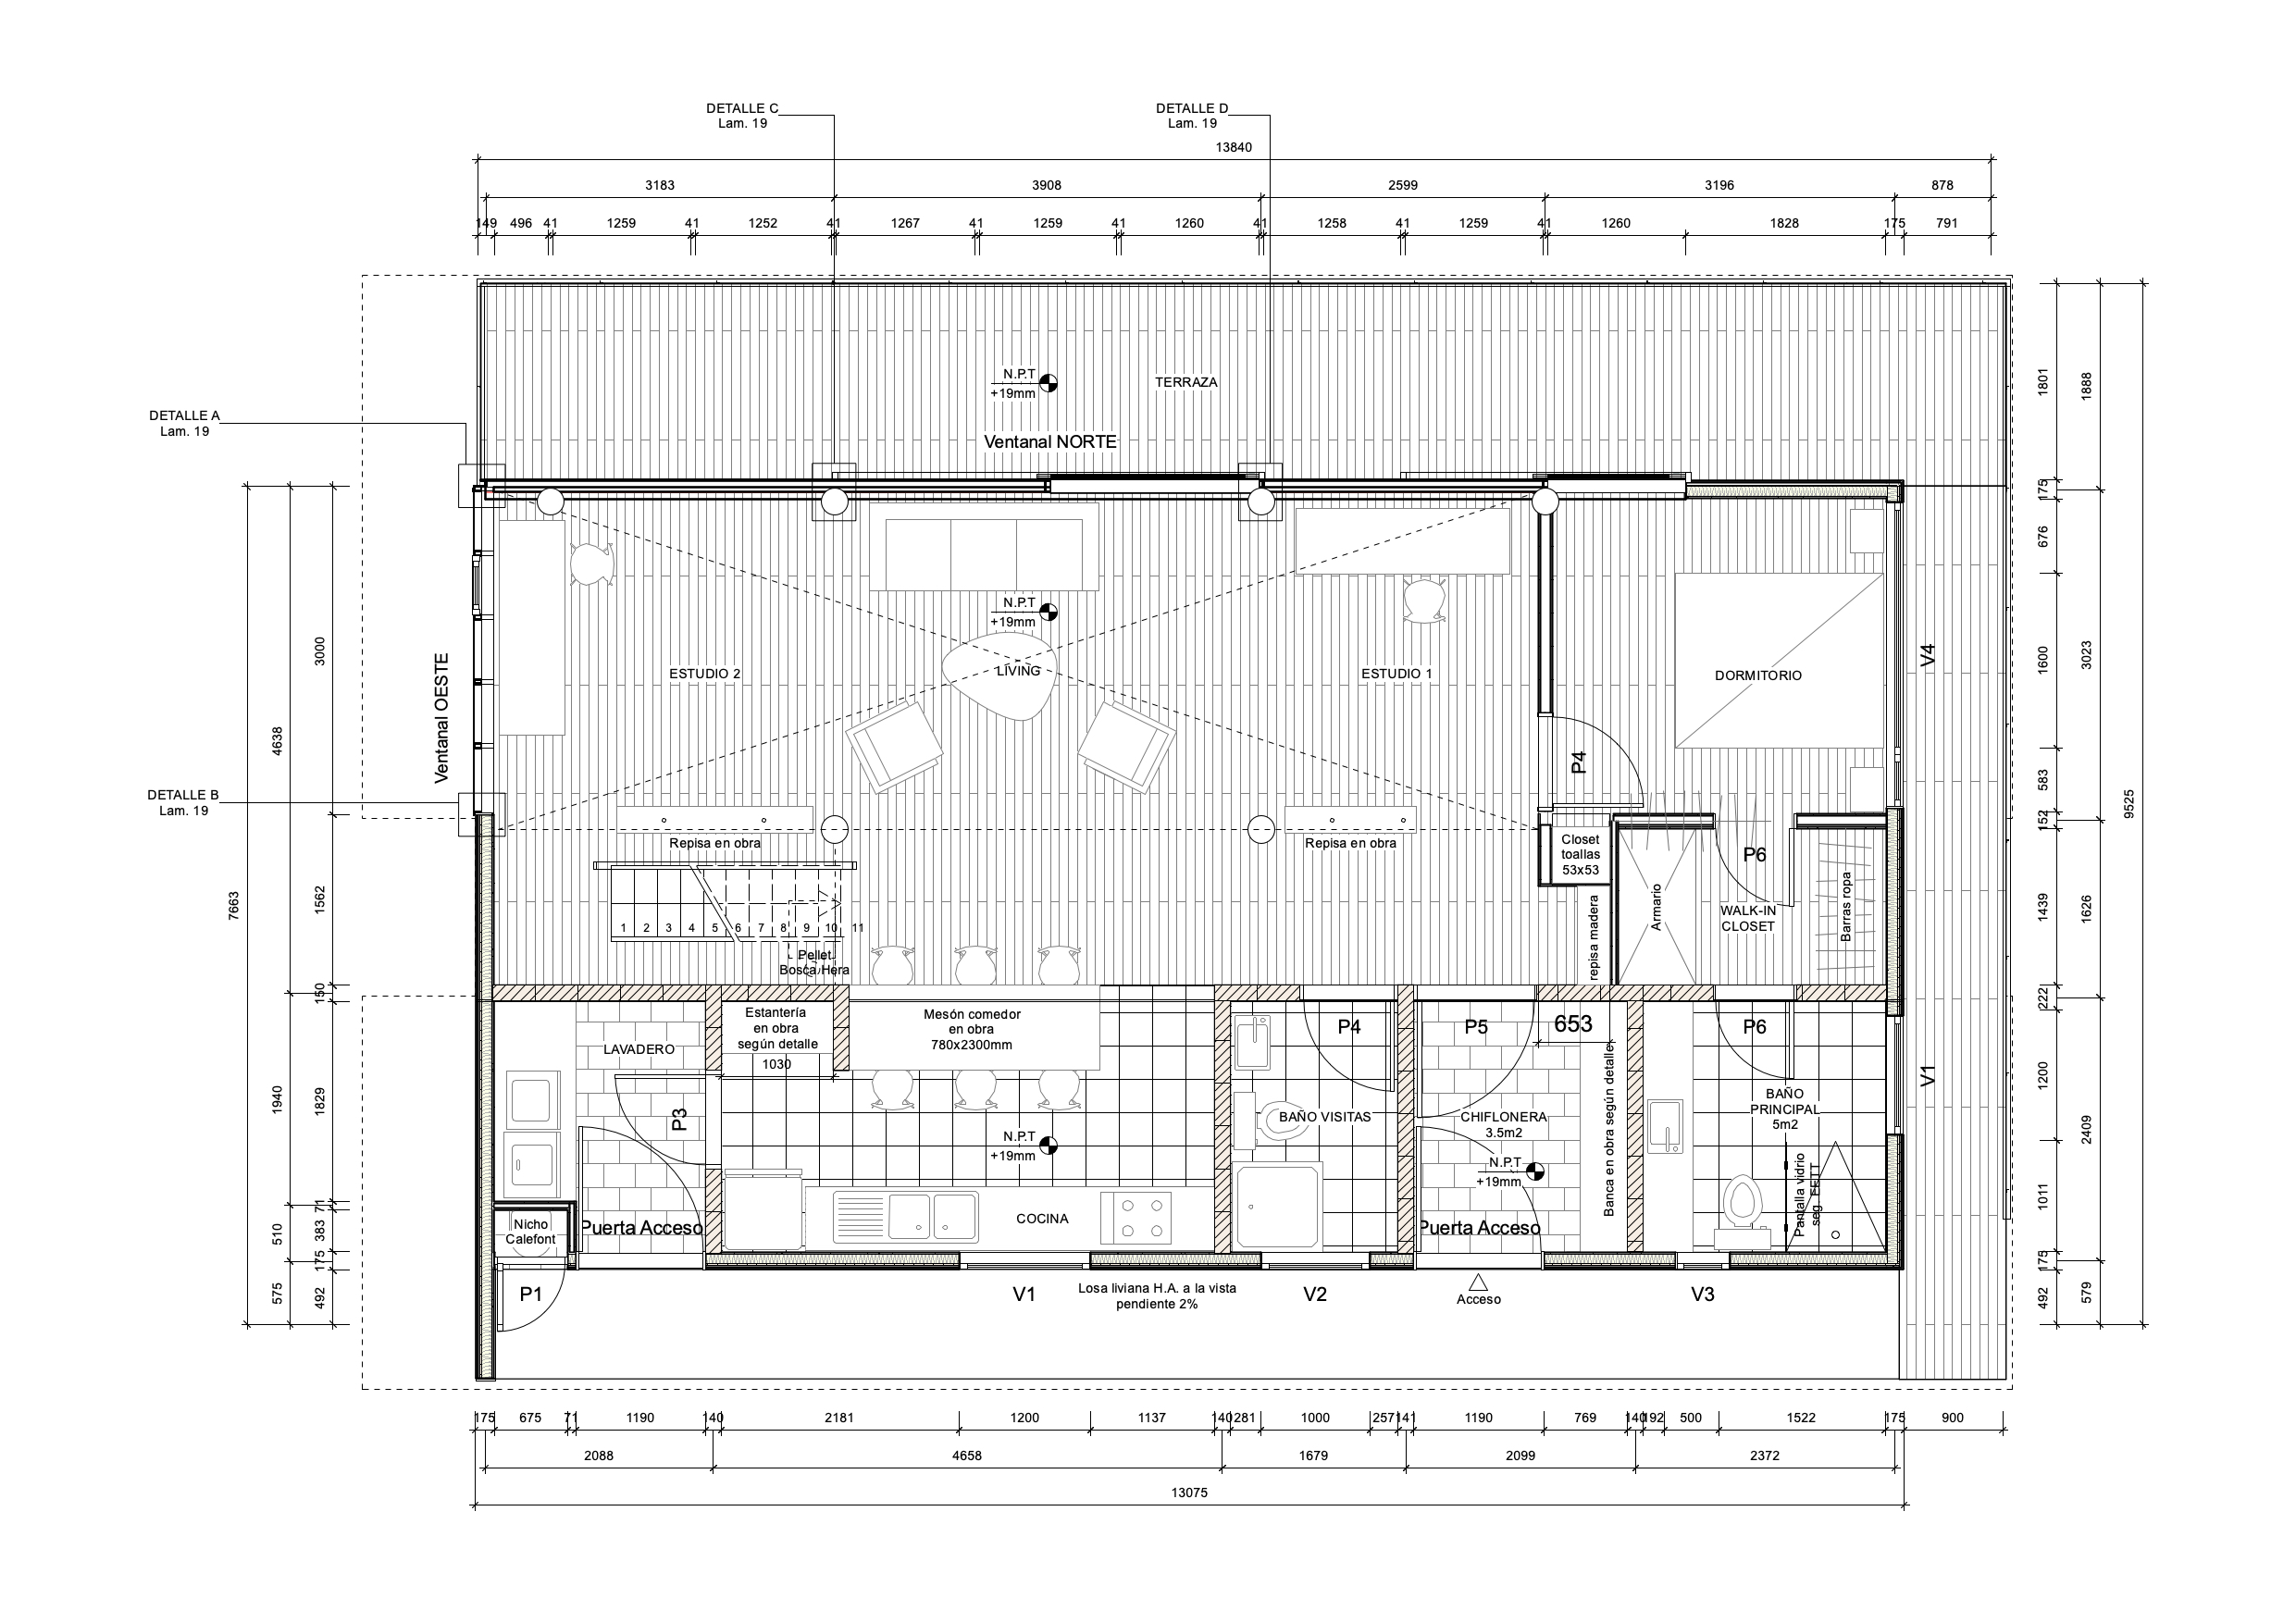 DETALLE C
Lam. 19
DETALLE D
Lam. 19
13840
3183 3908 2599 3196 878
149 496 41 1259 41 1252 41 1267 41 1259 41 1260 41 1258 41 1259 41 1260 1828 175 791
N.P.T
+19mm
TERRAZA
Ventanal NORTE
DETALLE A
Lam. 19
DETALLE B
Lam. 19
Ventanal OESTE
7663
4638
1940
510
575
3000
1562
150
1829
71
383
175
492
N.P.T
+19mm
ESTUDIO 2
LIVING
ESTUDIO 1
DORMITORIO
P4
V4
Repisa en obra
Repisa en obra
Closet
toallas
53x53
P6
Armario
WALK-IN
CLOSET
Barras ropa
repisa madera
1 2 3 4 5 6 7 8 9 10 11
Pellet
Bosca Hera
Estantería
en obra
según detalle
1030
Mesón comedor
en obra
780x2300mm
LAVADERO
P3
P4
P5
653
P6
V1
N.P.T
+19mm
BAÑO VISITAS
CHIFLONERA
3.5m2
N.P.T
+19mm
Banca en obra según detalle
BAÑO
PRINCIPAL
5m2
Pantalla vidrio
seg. FETT
Nicho
Calefont
Puerta Acceso
COCINA
Puerta Acceso
P1
V1
Losa liviana H.A. a la vista
pendiente 2%
V2
Acceso
V3
1801
175
676
1600
583
152
1439
222
1200
1011
175
492
1888
3023
1626
2409
579
9525
175 675 71 1190 140 2181 1200 1137 140 281 1000 257 141 1190 769 140 192 500 1522 175 900
2088 4658 1679 2099 2372
13075